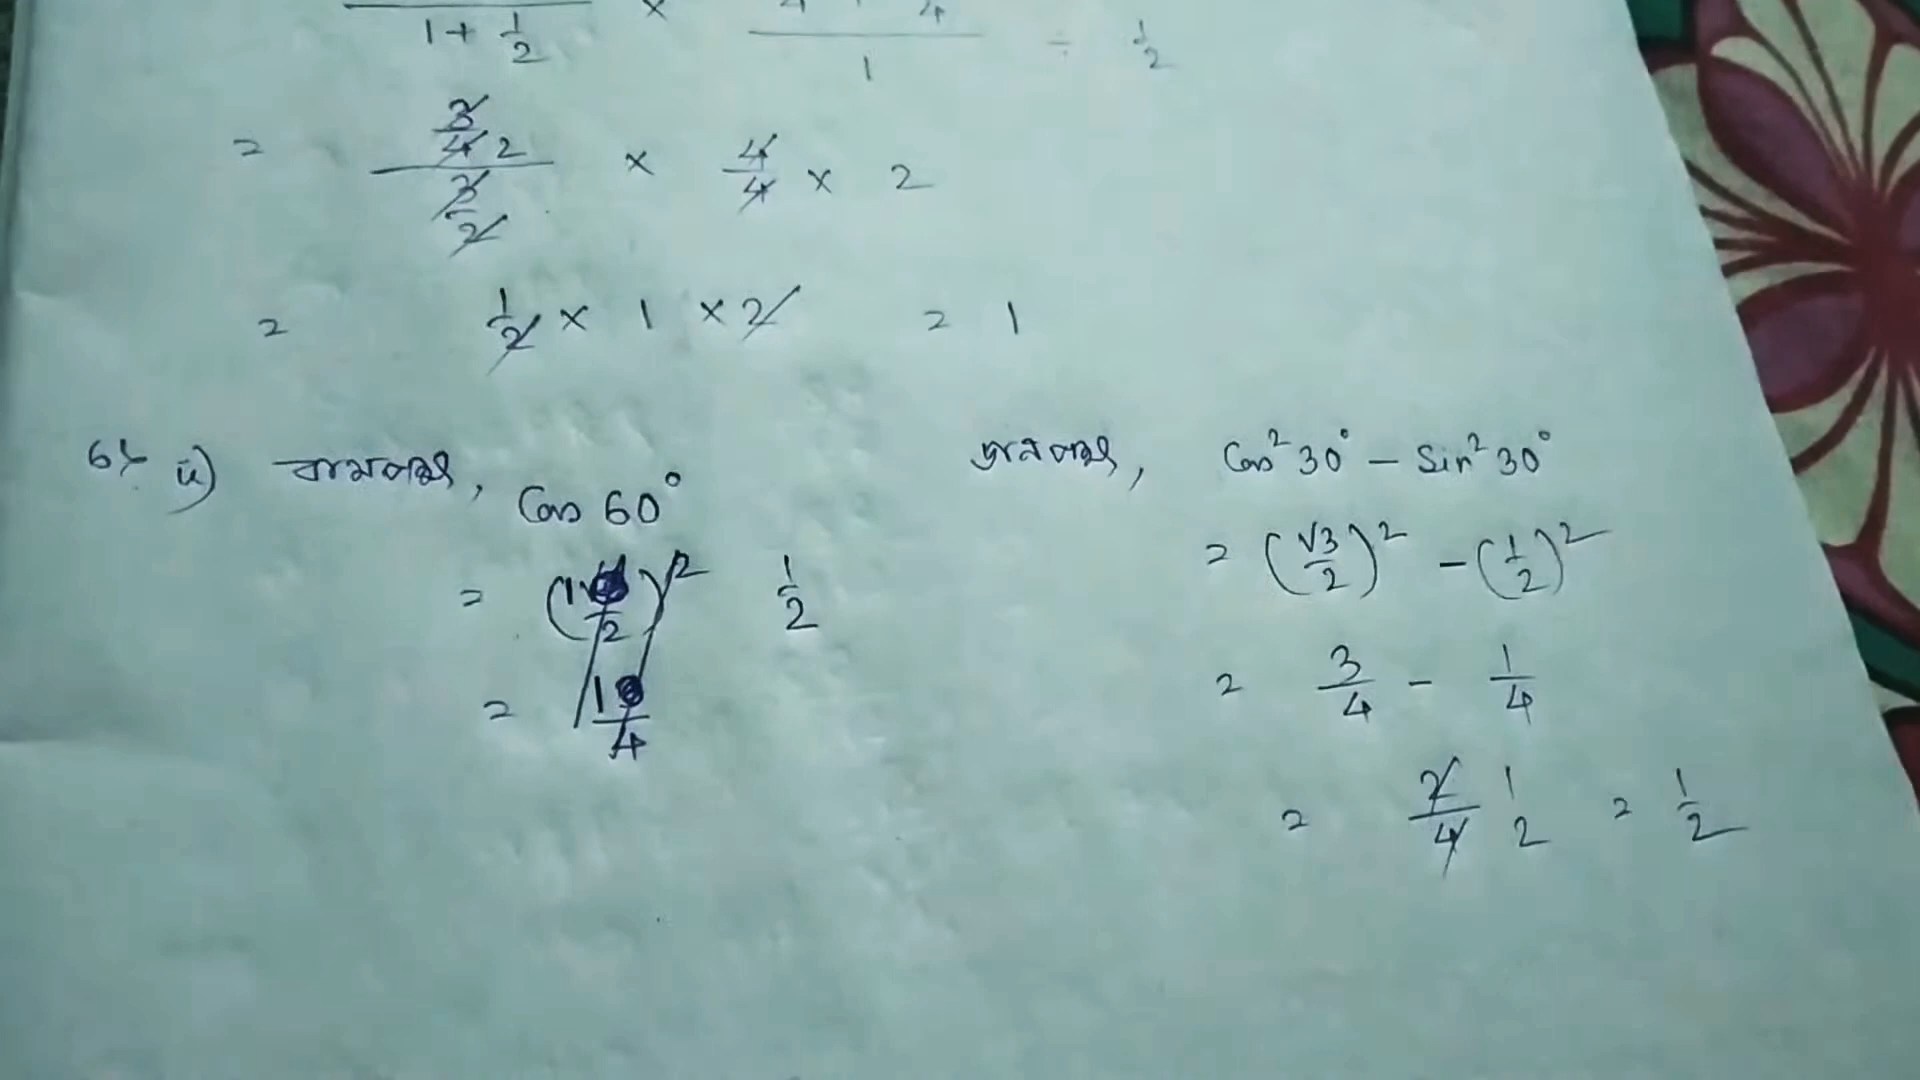 1 + 1/2 × 1 ÷ 1/2
= (3/4 2)/(3/2) × 4/4 × 2
= 1/2 × 1 × 2 = 1
6. ii) বামপক্ষ, Cos 60°
= 1/2
ডানপক্ষ, Cos² 30° – Sin² 30°
= (√3/2)² – (1/2)²
= 3/4 – 1/4
= 2/4 1/2 = 1/2